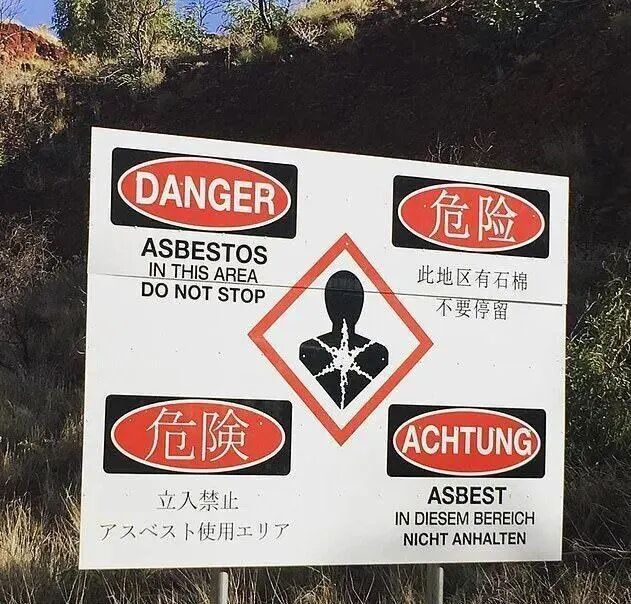 DANGER
ASBESTOS
IN THIS AREA
DO NOT STOP
危险
此地区有石棉
不要停留
危険
立入禁止
アスベスト使用エリア
ACHTUNG
ASBEST
IN DIESEM BEREICH
NICHT ANHALTEN